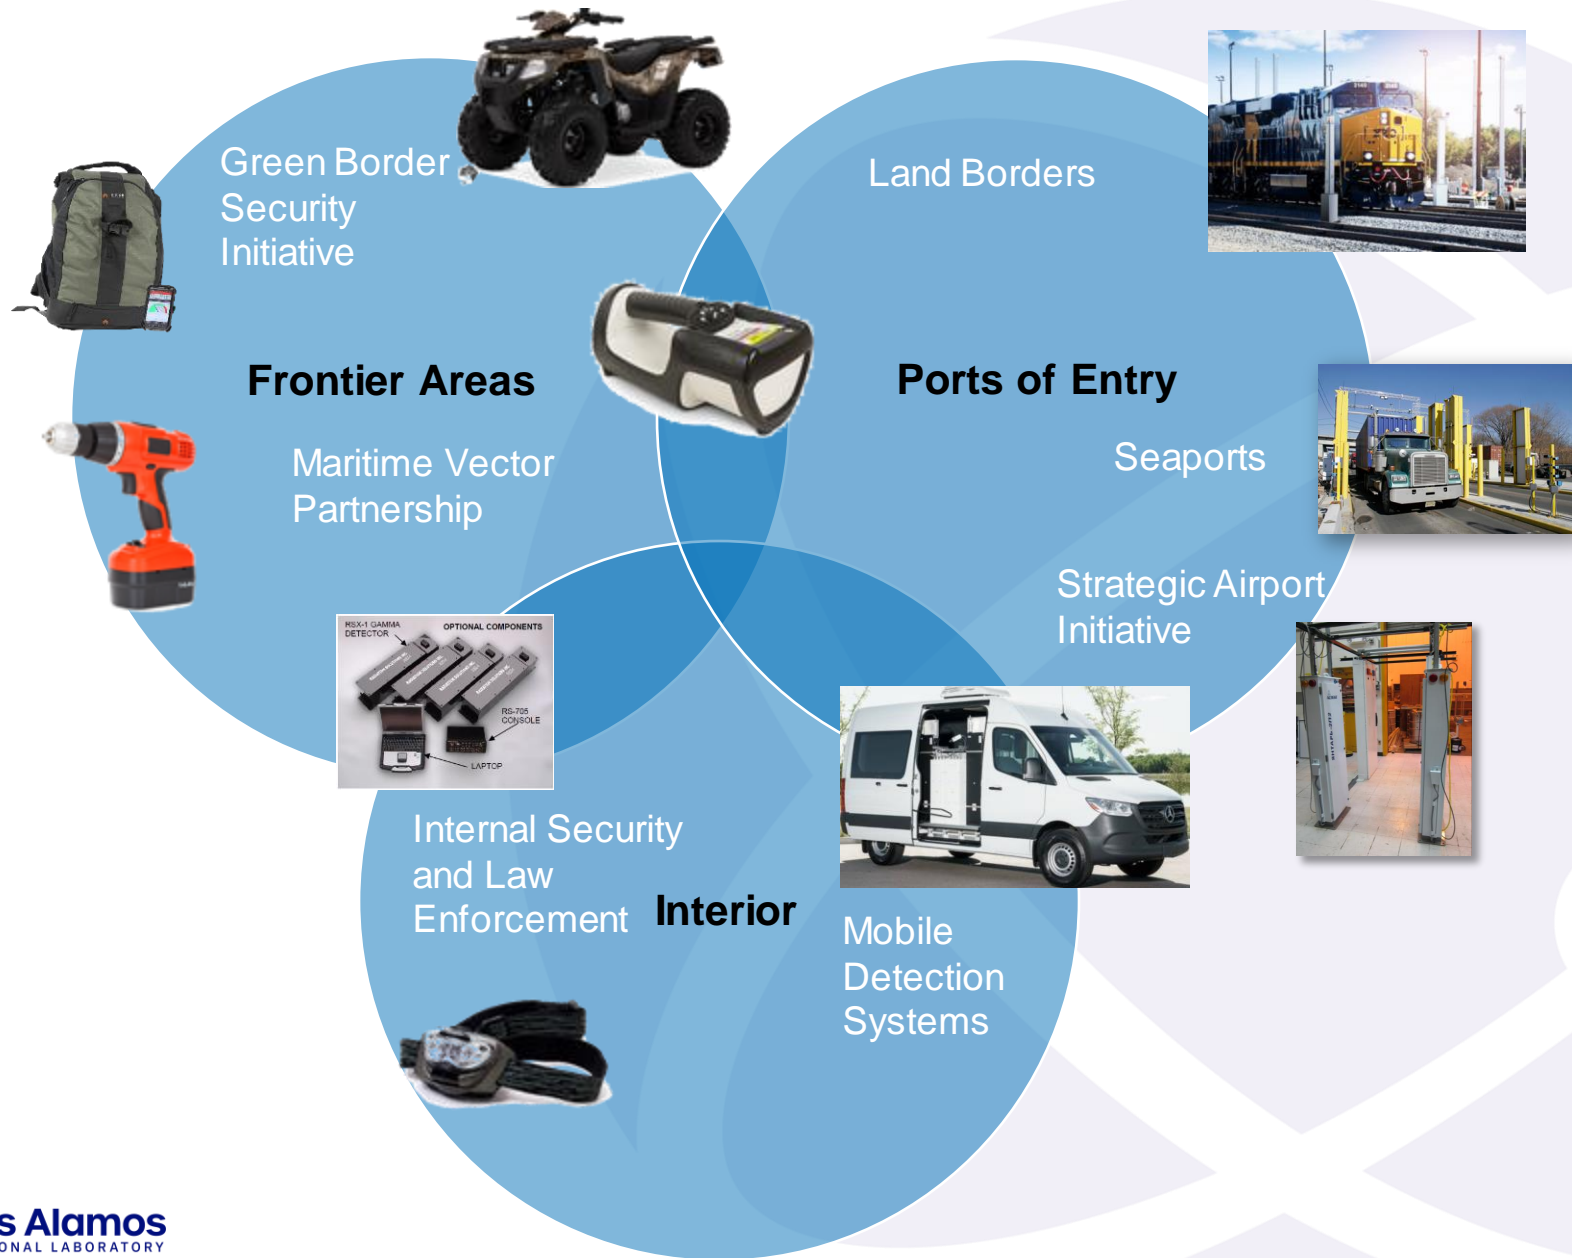 Green Border
Security
Initiative
Land Borders
Frontier Areas
Ports of Entry
Maritime Vector
Partnership
Seaports
Strategic Airport
Initiative
RSX-1 GAMMA
DETECTOR
OPTIONAL COMPONENTS
RS-705
CONSOLE
LAPTOP
Internal Security
and Law
Enforcement
Interior
Mobile
Detection
Systems
s Alamos
ONAL LABORATORY